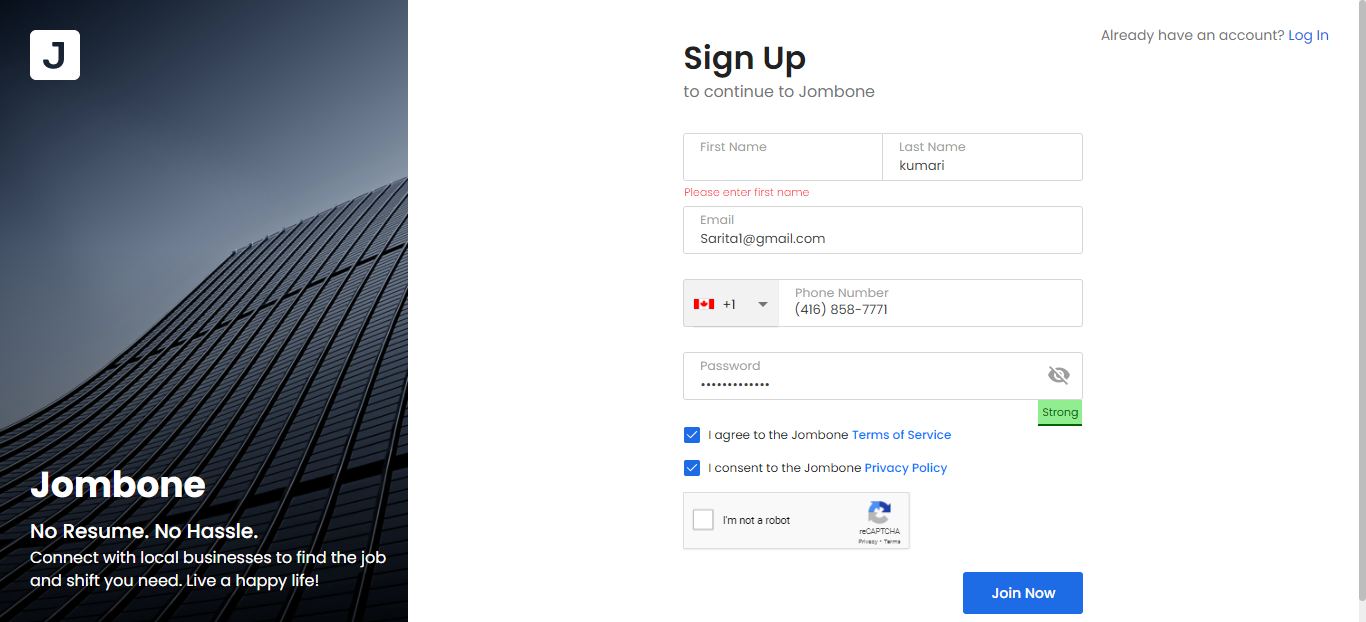 J
Already have an account? Log In
Sign Up
to continue to Jombone
First Name
Last Name
kumari
Please enter first name
Email
Sarita1@gmail.com
+1
Phone Number
(416) 858-7771
Password
•••••••••••••
Strong
I agree to the Jombone Terms of Service
I consent to the Jombone Privacy Policy
I'm not a robot
reCAPTCHA
Privacy - Terms
Join Now
Jombone
No Resume. No Hassle.
Connect with local businesses to find the job
and shift you need. Live a happy life!